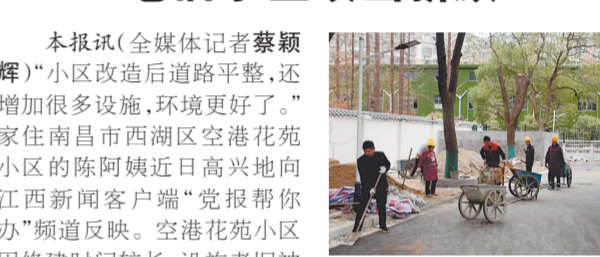 本报讯(全媒体记者蔡颖
辉)“小区改造后道路平整,还
增加很多设施,环境更好了。”
家住南昌市西湖区空港花苑
小区的陈阿姨近日高兴地向
江西新闻客户端“党报帮你
办”频道反映。空港花苑小区